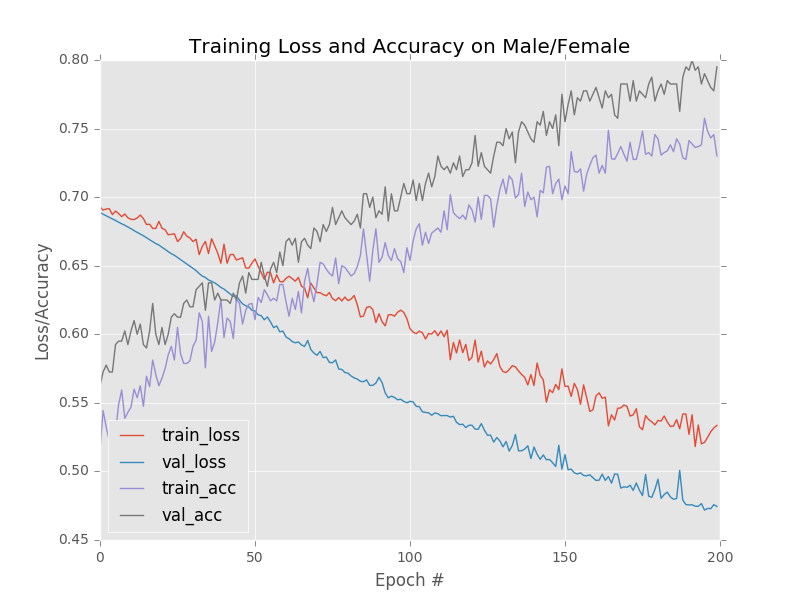 Training Loss and Accuracy on Male/Female
Loss/Accuracy
0.80
0.75
0.70
0.65
0.60
0.55
0.50
0.45
train_loss
val_loss
train_acc
val_acc
0 50 100 150 200
Epoch #